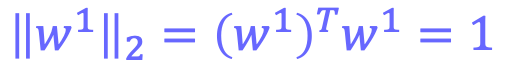 ‖w¹‖₂ = (w¹)ᵀw¹ = 1